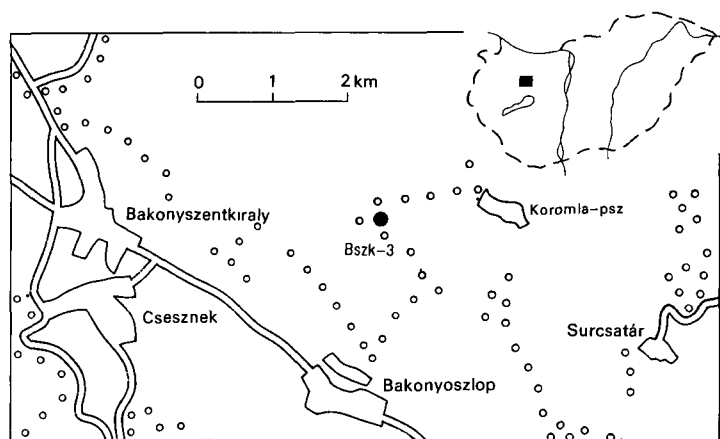 0 1 2 km
Bakonyszentkiraly
Koromla-psz
Bszk-3
Csesznek
Surcsatár
Bakonyoszlop